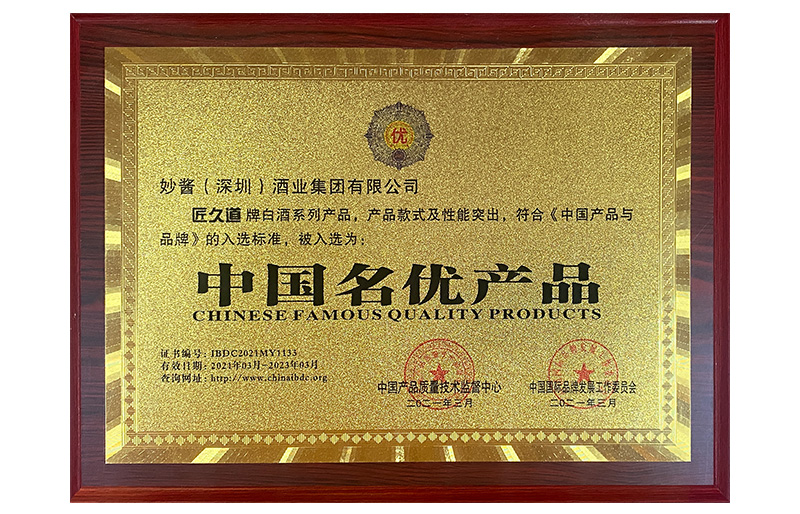 优
妙酱（深圳）酒业集团有限公司
匠久道 牌白酒系列产品，产品款式及性能突出，符合《中国产品与
品牌》的入选标准，被入选为：
中国名优产品
CHINESE FAMOUS QUALITY PRODUCTS
证书编号：IBDC2021MY1133
有效日期：2021年03月-2023年03月
查询网址：http://www.chinaibdc.org
中国产品质量技术监督中心
二〇二一年三月
中国国际品牌发展工作委员会
二〇二一年三月